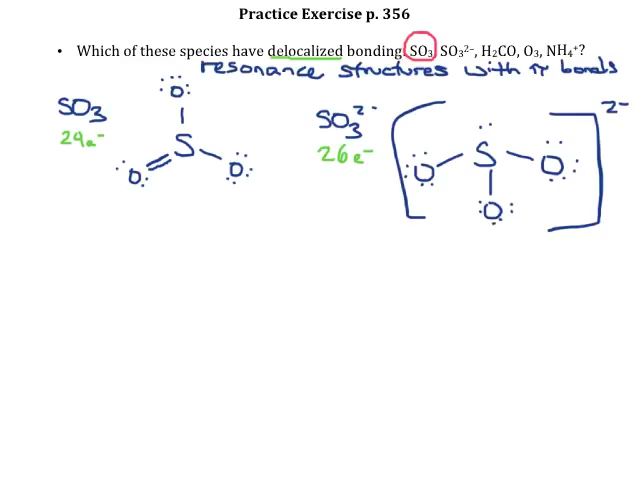 Practice Exercise p. 356
• Which of these species have delocalized bonding: SO₃, SO₃²⁻, H₂CO, O₃, NH₄⁺?
resonance structures with π bonds
SO₃
24e⁻
:Ö:
S
Ö: Ö:
SO₃²⁻
26e⁻
2-
:Ö S Ö:
:O: